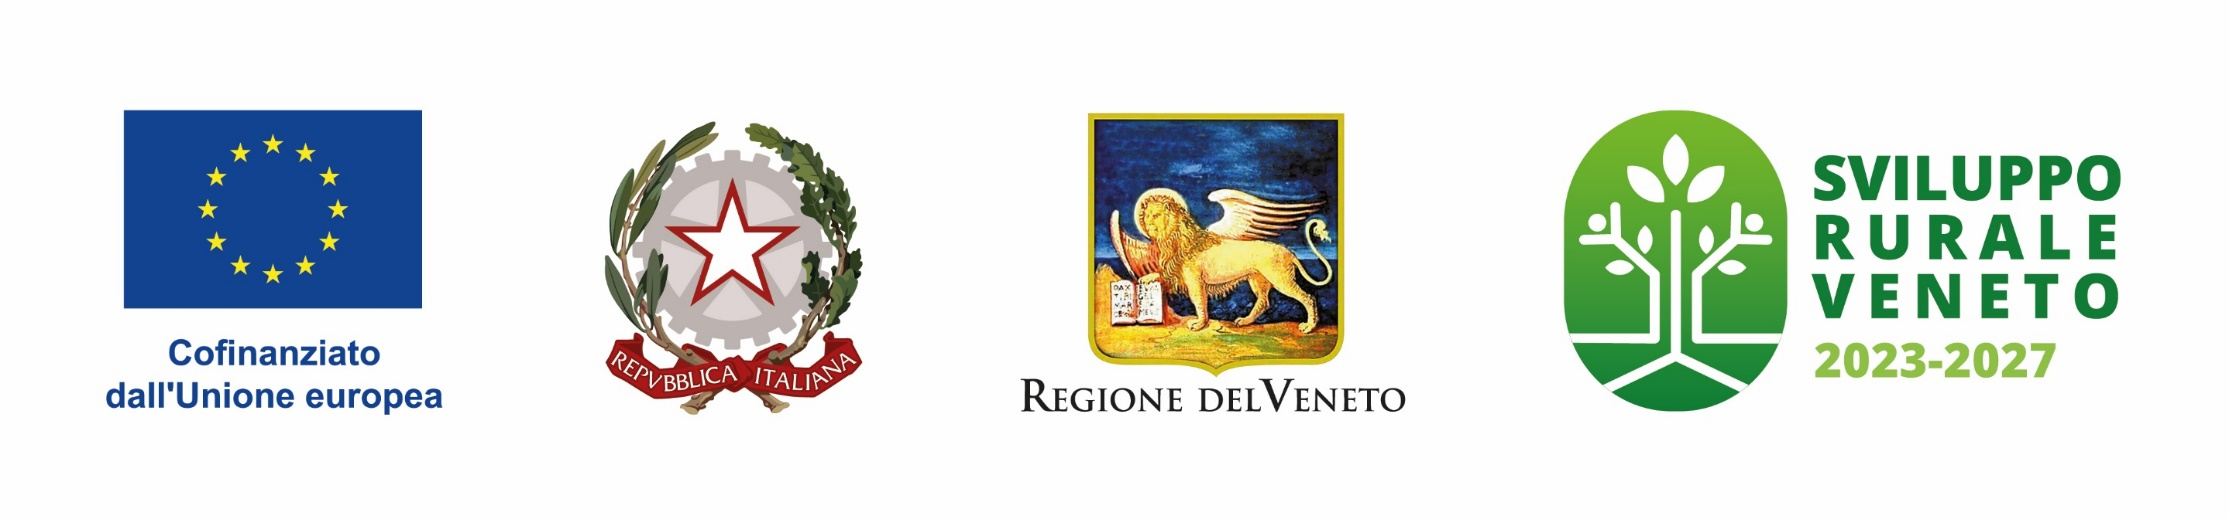 Cofinanziato
dall'Unione europea
REPVBBLICA ITALIANA
REGIONE DEL VENETO
SVILUPPO
RURALE
VENETO
2023-2027